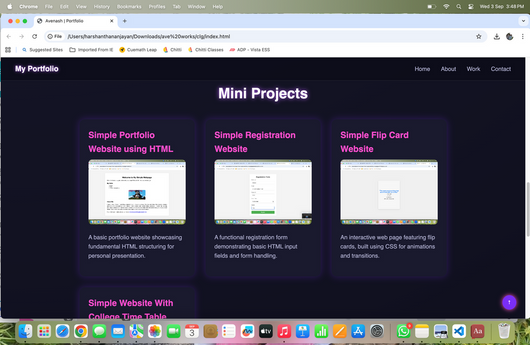 Chrome File Edit View History Bookmarks Profiles Tab Window Help
Wed 3 Sep 3:48 PM
Avenash | Portfolio
File /Users/harshanthananjayan/Downloads/ave%20works/clg/index.html
Suggested Sites Imported From IE Cuemath Leap Chitti Chitti Classes ADP - Vista ESS
My Portfolio
Home About Work Contact
Mini Projects
Simple Portfolio
Website using HTML
A basic portfolio website showcasing
fundamental HTML structuring for
personal presentation.
Simple Registration
Website
A functional registration form
demonstrating basic HTML input
fields and form handling.
Simple Flip Card
Website
An interactive web page featuring flip
cards, built using CSS for animations
and transitions.
Simple Website With
College Time Table